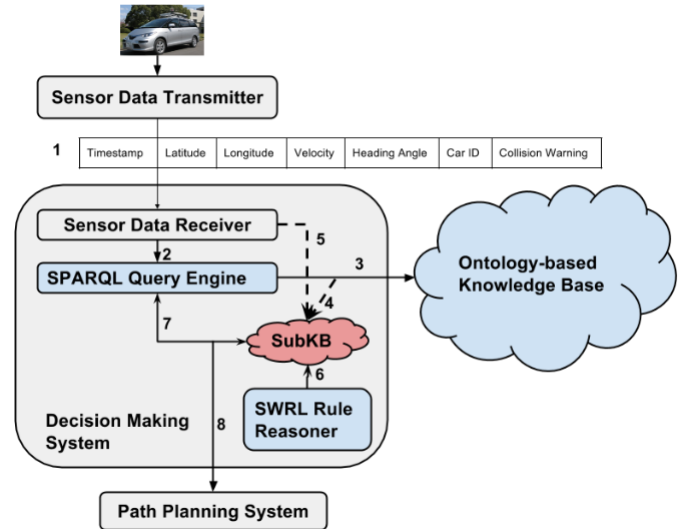 Sensor Data Transmitter
1
Timestamp Latitude Longitude Velocity Heading Angle Car ID Collision Warning
Sensor Data Receiver
5
2
3
SPARQL Query Engine
Ontology-based
Knowledge Base
4
7
SubKB
6
SWRL Rule
Reasoner
Decision Making
System
8
Path Planning System